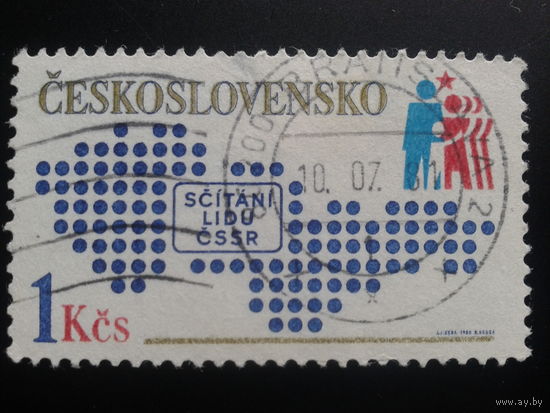 ČESKOSLOVENSKO
10.07.81
SČÍTÁNÍ
LIDU
ČSSR
1 Kčs
www.ay.by